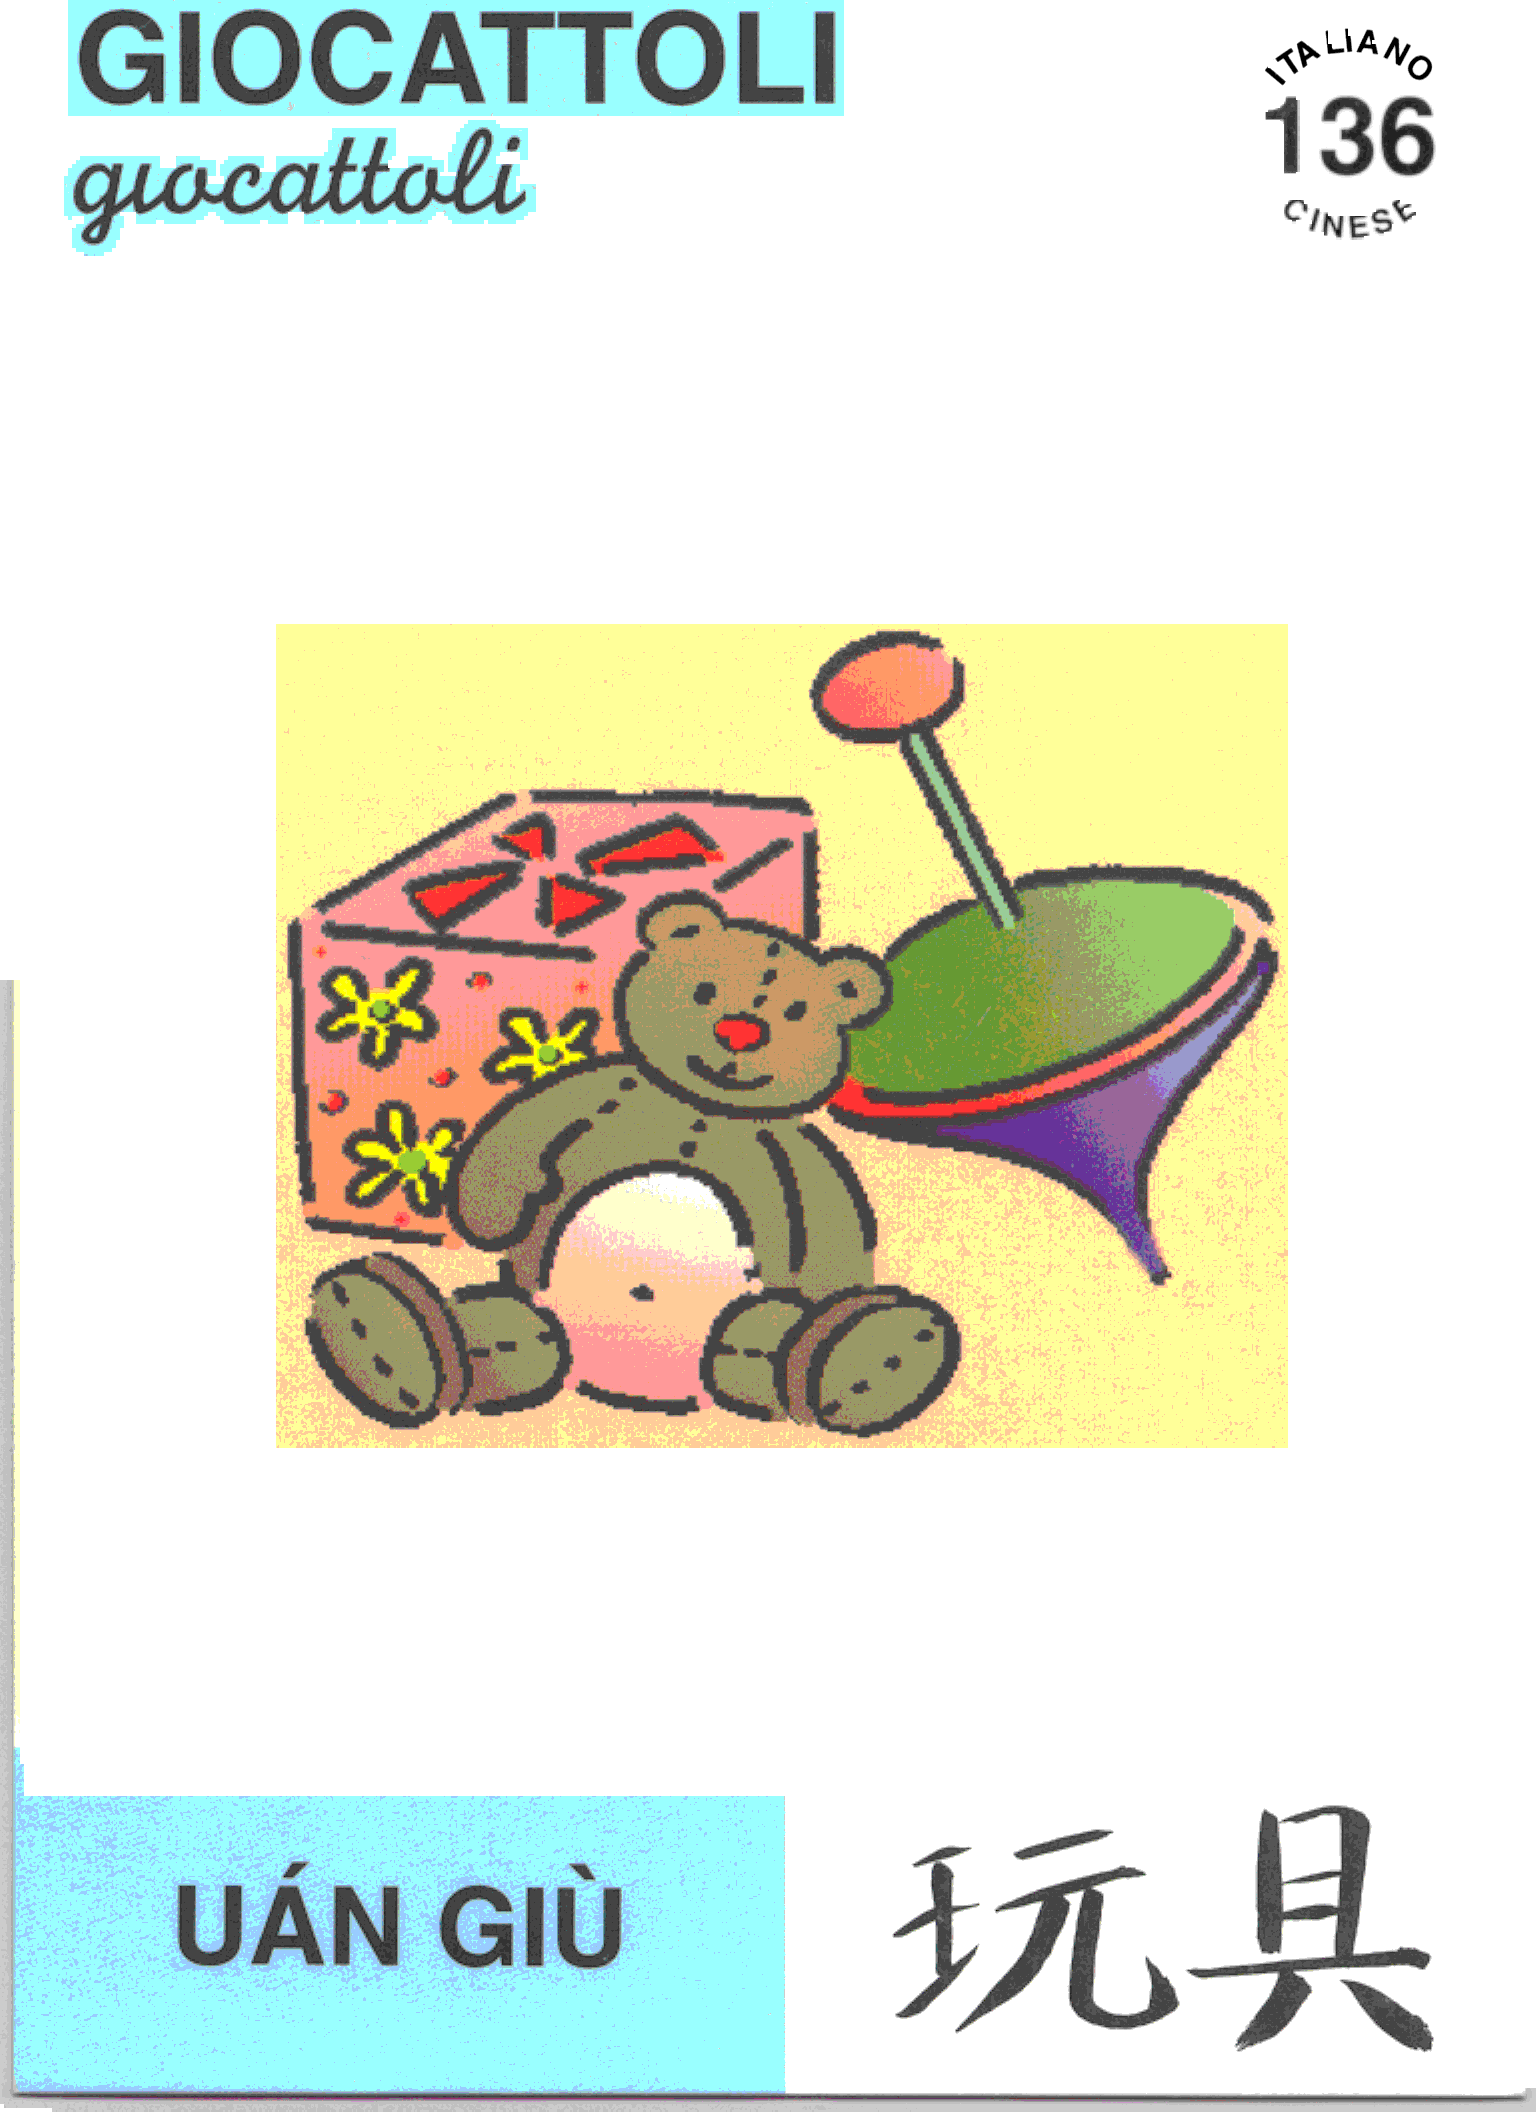 GIOCATTOLI
giocattoli
ITALIANO
136
CINESE
UÁN GIÙ
玩具